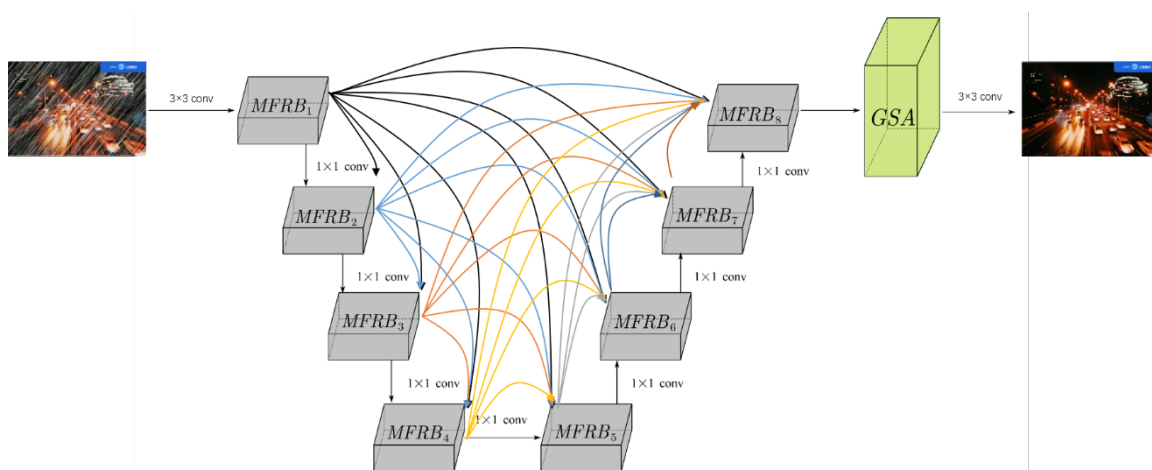 3×3 conv
MFRB₁
1×1 conv
MFRB₂
1×1 conv
MFRB₃
1×1 conv
MFRB₄
1×1 conv
MFRB₅
1×1 conv
MFRB₆
1×1 conv
MFRB₇
1×1 conv
MFRB₈
GSA
3×3 conv